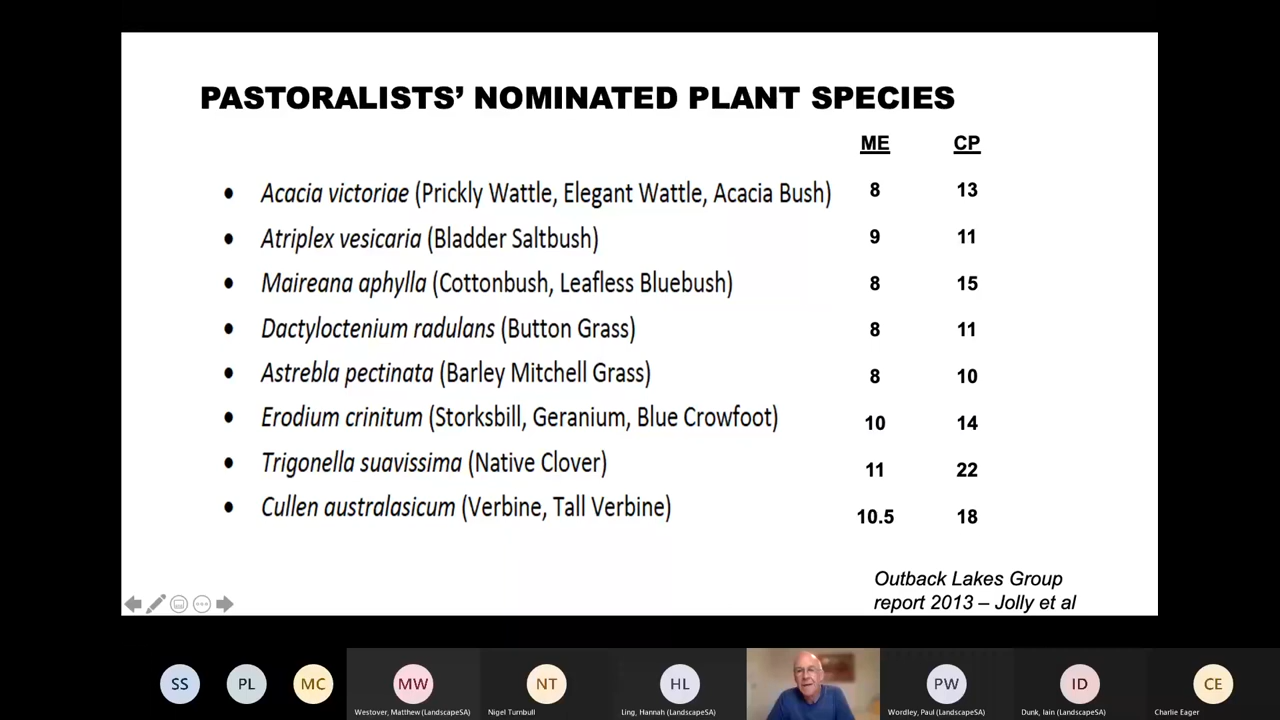 PASTORALISTS’ NOMINATED PLANT SPECIES
ME CP
• Acacia victoriae (Prickly Wattle, Elegant Wattle, Acacia Bush) 8 13
• Atriplex vesicaria (Bladder Saltbush) 9 11
• Maireana aphylla (Cottonbush, Leafless Bluebush) 8 15
• Dactyloctenium radulans (Button Grass) 8 11
• Astrebla pectinata (Barley Mitchell Grass) 8 10
• Erodium crinitum (Storksbill, Geranium, Blue Crowfoot) 10 14
• Trigonella suavissima (Native Clover) 11 22
• Cullen australasicum (Verbine, Tall Verbine) 10.5 18
Outback Lakes Group
report 2013 – Jolly et al
SS PL MC MW NT HL PW ID CE
Westover, Matthew (LandscapeSA) Nigel Turnbull Ling, Hannah (LandscapeSA) Wordley, Paul (LandscapeSA) Dunk, Iain (LandscapeSA) Charlie Eager